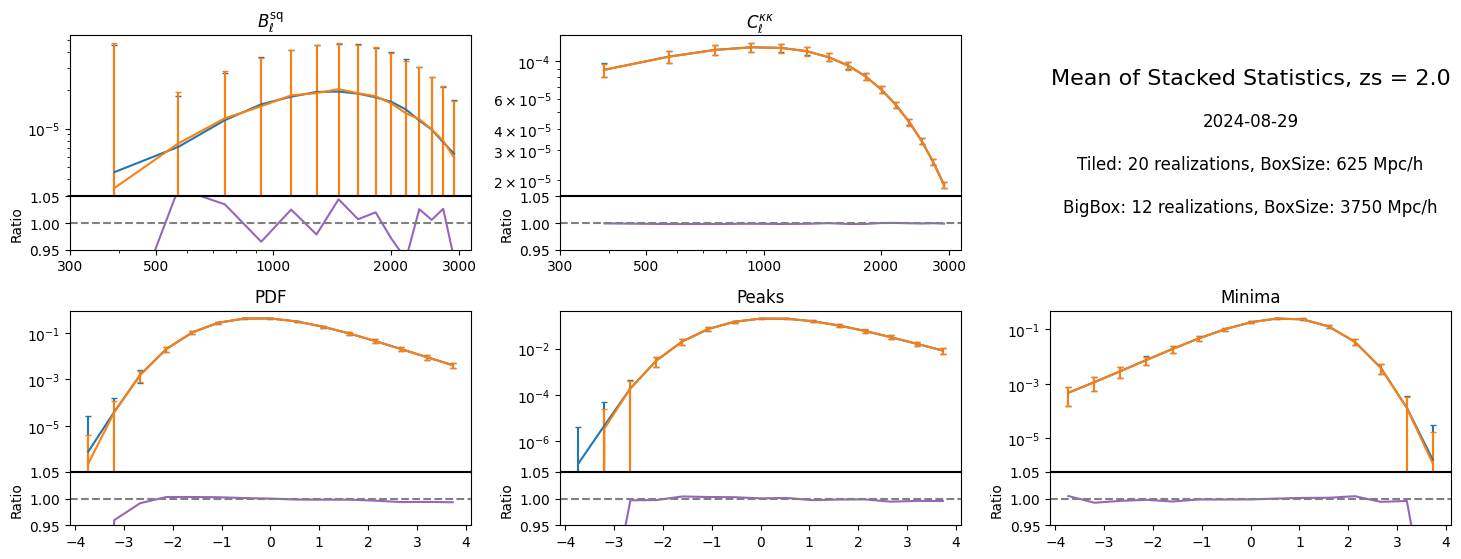 B_ℓ^sq
10⁻⁵
Ratio
1.05
1.00
0.95
300 500 1000 2000 3000
C_ℓ^κκ
10⁻⁴
6 × 10⁻⁵
4 × 10⁻⁵
3 × 10⁻⁵
2 × 10⁻⁵
Ratio
1.05
1.00
0.95
300 500 1000 2000 3000
Mean of Stacked Statistics, zs = 2.0
2024-08-29
Tiled: 20 realizations, BoxSize: 625 Mpc/h
BigBox: 12 realizations, BoxSize: 3750 Mpc/h
PDF
10⁻¹
10⁻³
10⁻⁵
Ratio
1.05
1.00
0.95
−4 −3 −2 −1 0 1 2 3 4
Peaks
10⁻²
10⁻⁴
10⁻⁶
Ratio
1.05
1.00
0.95
−4 −3 −2 −1 0 1 2 3 4
Minima
10⁻¹
10⁻³
10⁻⁵
Ratio
1.05
1.00
0.95
−4 −3 −2 −1 0 1 2 3 4